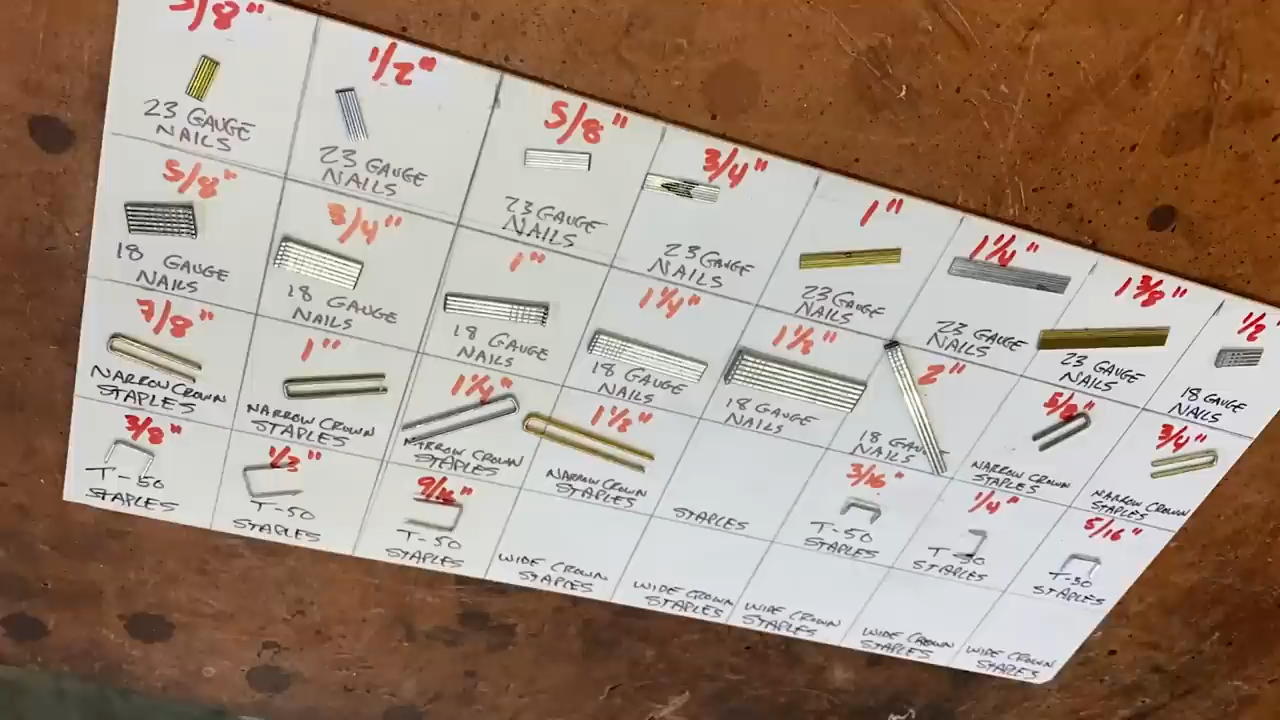 3/8"
23 GAUGE
NAILS
1/2"
23 GAUGE
NAILS
5/8"
23 GAUGE
NAILS
3/4"
23 GAUGE
NAILS
1"
23 GAUGE
NAILS
1 1/4"
23 GAUGE
NAILS
1 3/8"
23 GAUGE
NAILS
1/2"
18 GAUGE
NAILS
5/8"
18 GAUGE
NAILS
3/4"
18 GAUGE
NAILS
1"
18 GAUGE
NAILS
1 1/4"
18 GAUGE
NAILS
1 1/2"
18 GAUGE
NAILS
2"
18 GAUGE
NAILS
5/8"
NARROW CROWN
STAPLES
3/4"
NARROW CROWN
STAPLES
7/8"
NARROW CROWN
STAPLES
1"
NARROW CROWN
STAPLES
1 1/4"
NARROW CROWN
STAPLES
1 1/2"
NARROW CROWN
STAPLES
STAPLES
3/16"
T-50
STAPLES
1/4"
T-50
STAPLES
5/16"
T-50
STAPLES
3/8"
T-50
STAPLES
T-50
STAPLES
9/16"
T-50
STAPLES
WIDE CROWN
STAPLES
WIDE CROWN
STAPLES
WIDE CROWN
STAPLES
WIDE CROWN
STAPLES
WIDE CROWN
STAPLES